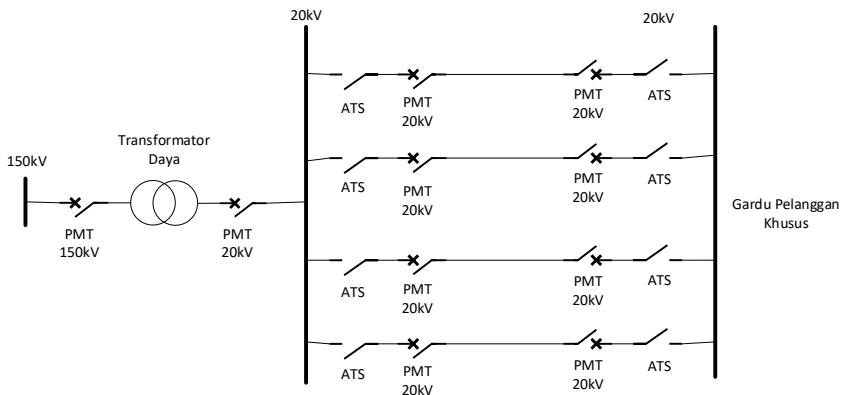 20kV
20kV
ATS
PMT
20kV
PMT
20kV
ATS
Transformator
Daya
150kV
PMT
150kV
PMT
20kV
ATS
PMT
20kV
PMT
20kV
ATS
Gardu Pelanggan
Khusus
ATS
PMT
20kV
PMT
20kV
ATS
ATS
PMT
20kV
PMT
20kV
ATS